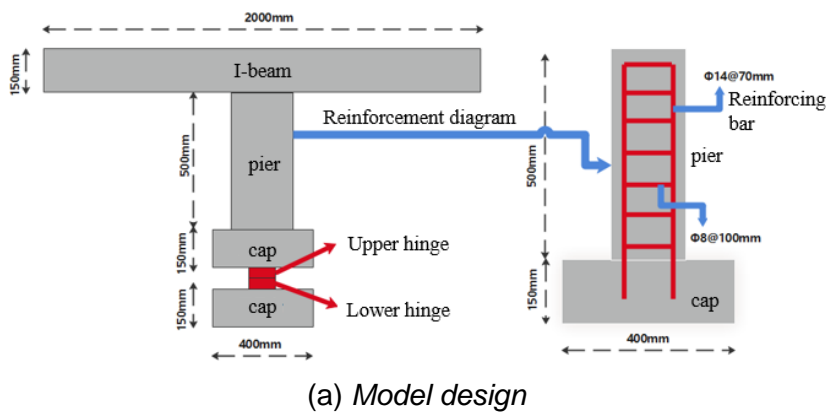 2000mm
150mm
I-beam
500mm
pier
Reinforcement diagram
150mm
cap
Upper hinge
150mm
cap
Lower hinge
400mm
500mm
Φ14@70mm
Reinforcing
bar
pier
Φ8@100mm
150mm
cap
400mm
(a) Model design